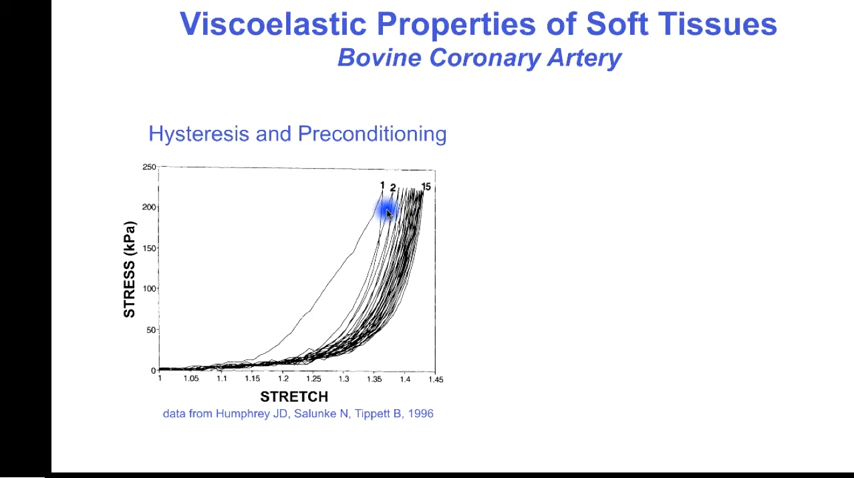 Viscoelastic Properties of Soft Tissues
Bovine Coronary Artery
Hysteresis and Preconditioning
250
200
150
100
50
0
STRESS (kPa)
1 2 15
1 1.05 1.1 1.15 1.2 1.25 1.3 1.35 1.4 1.45
STRETCH
data from Humphrey JD, Salunke N, Tippett B, 1996